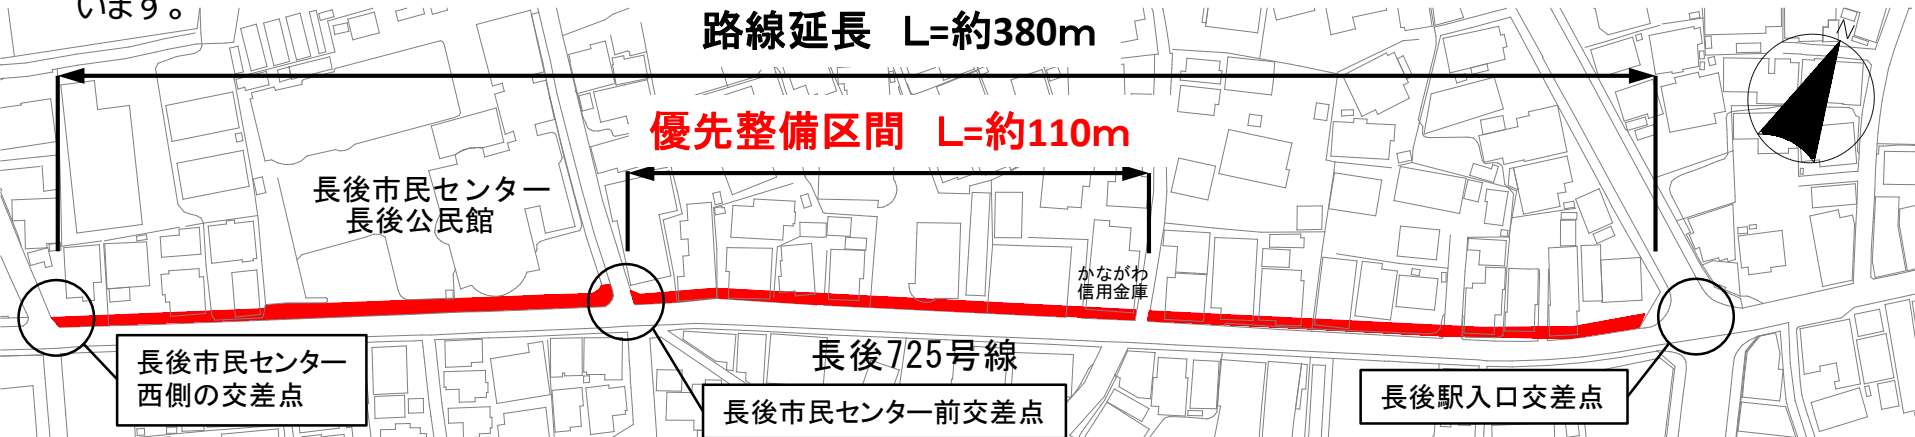 います。
路線延長 L=約380m
優先整備区間 L=約110m
N
長後市民センター
長後公民館
かながわ
信用金庫
長後725号線
長後市民センター
西側の交差点
長後市民センター前交差点
長後駅入口交差点